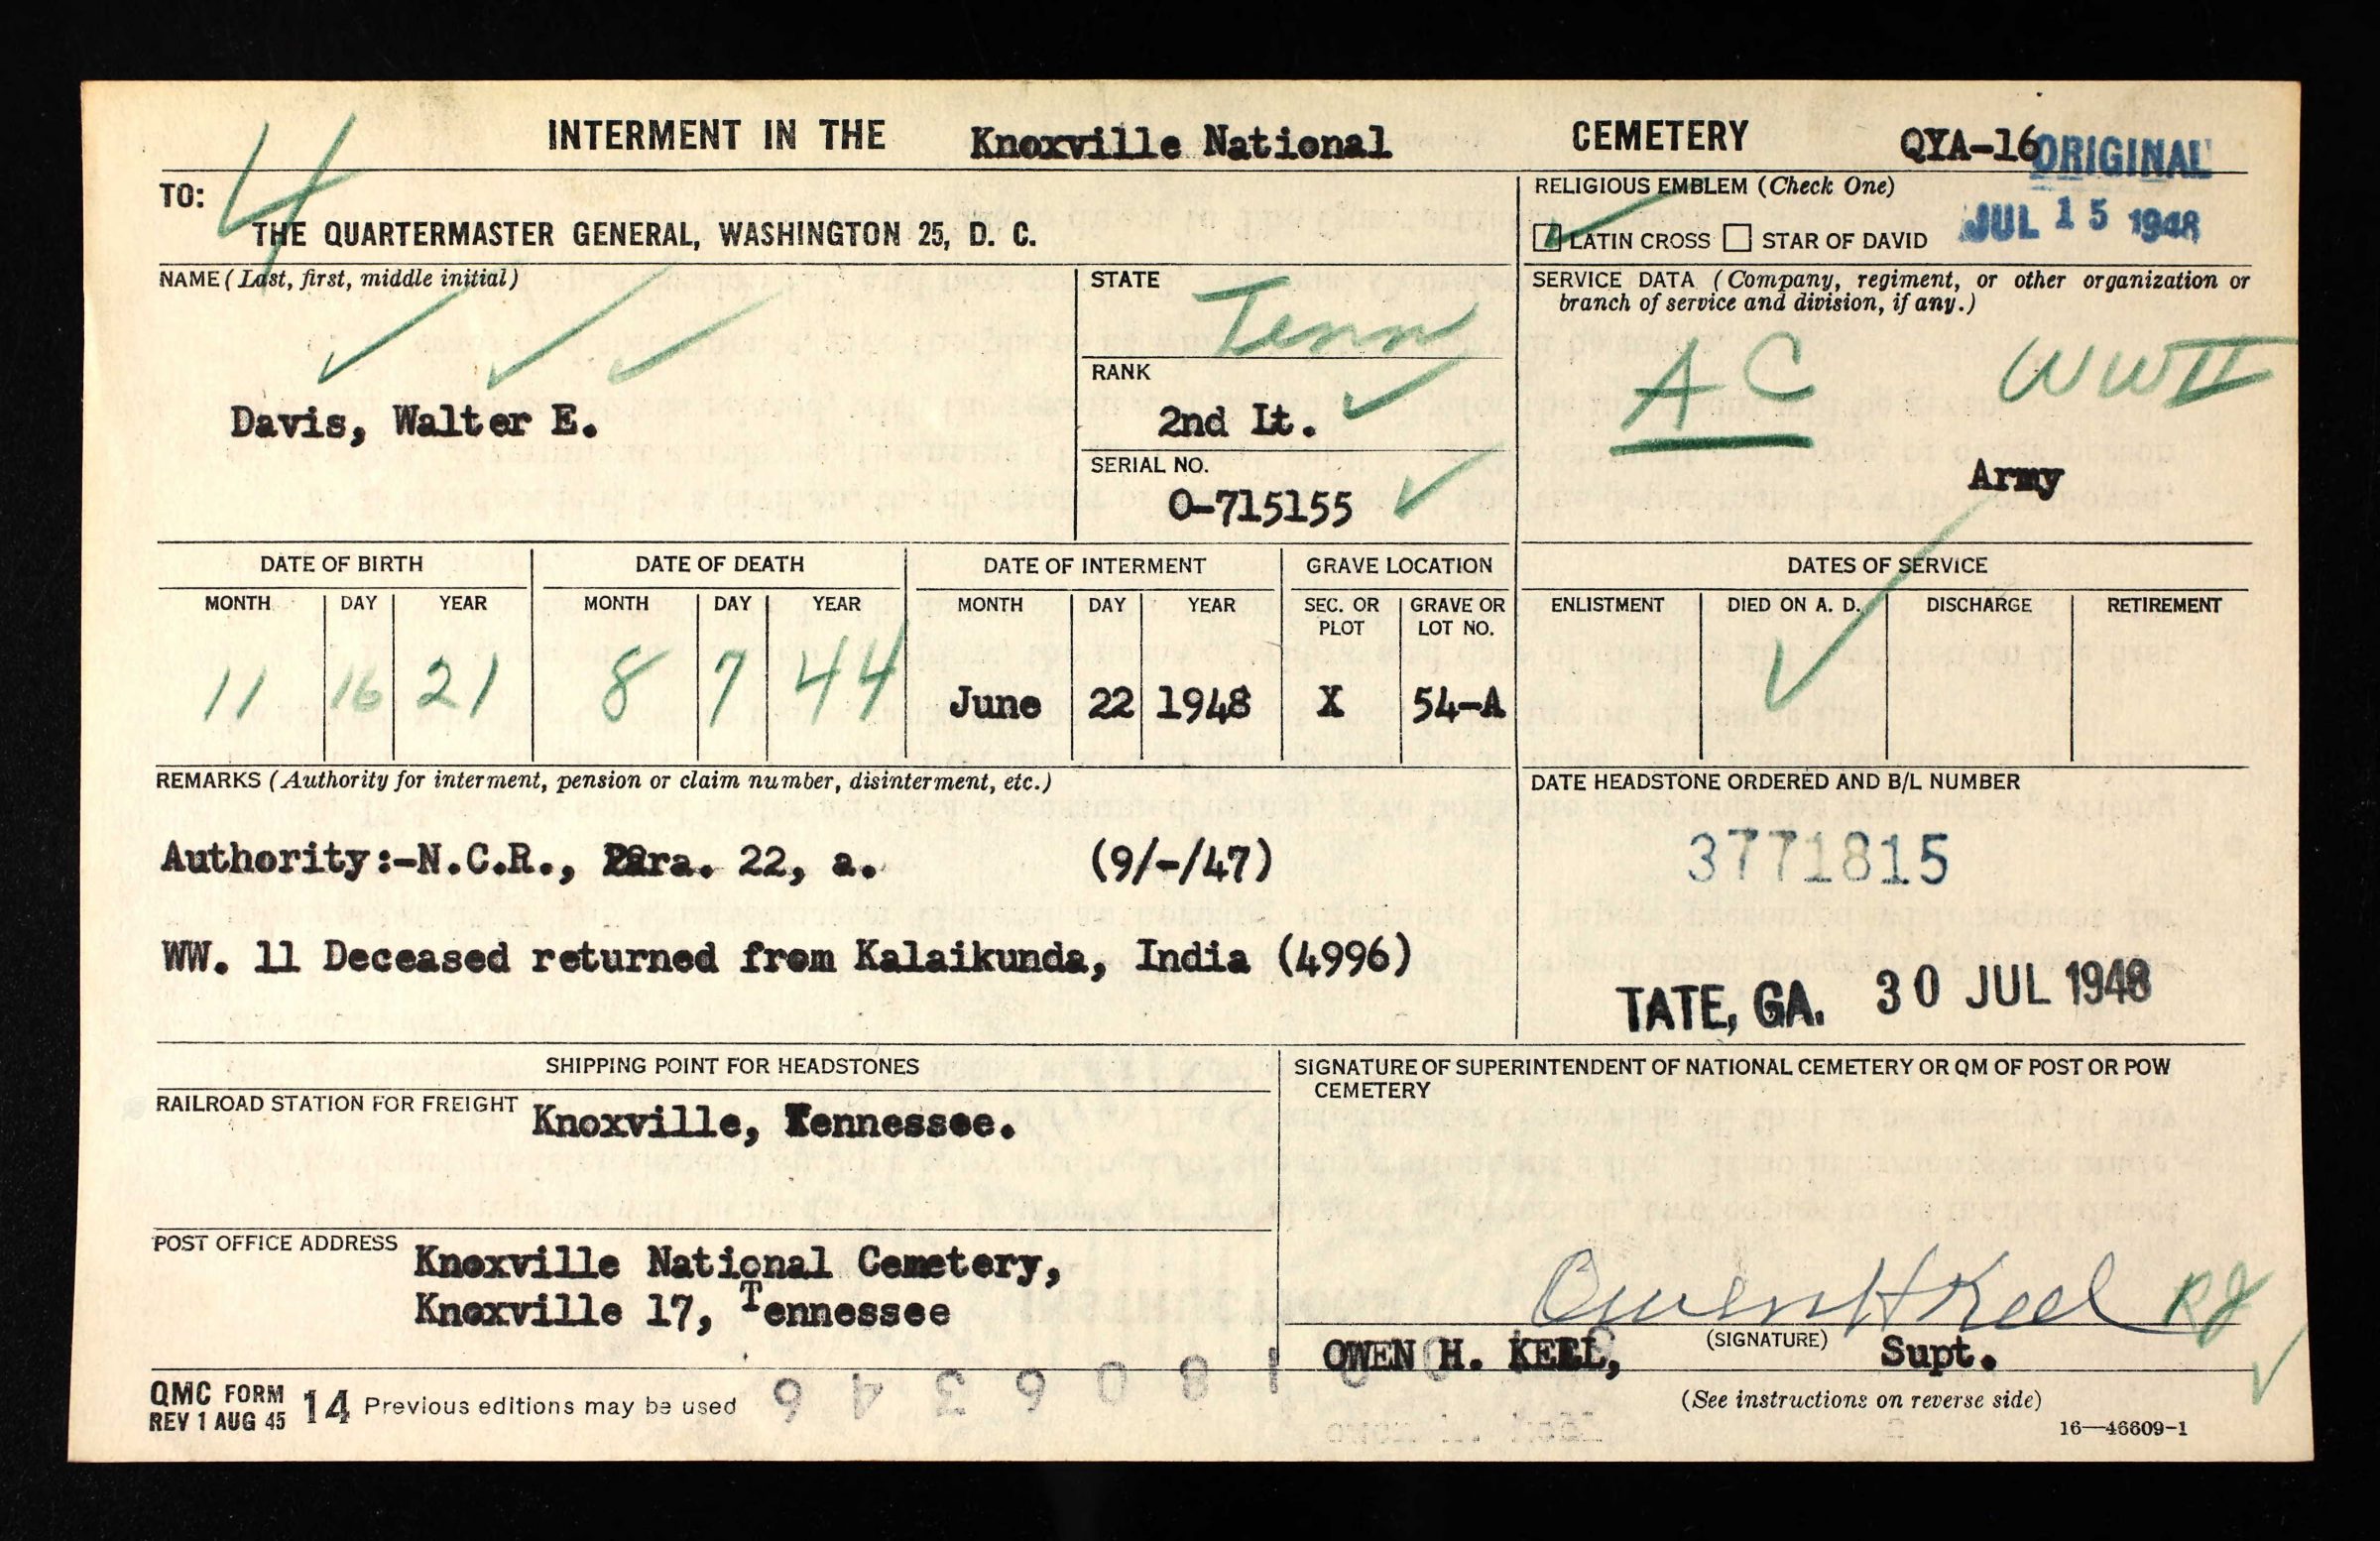 INTERMENT IN THE Knoxville National CEMETERY QYA-16 ORIGINAL
TO: 4
THE QUARTERMASTER GENERAL, WASHINGTON 25, D. C.
RELIGIOUS EMBLEM (Check One)
LATIN CROSS STAR OF DAVID
JUL 15 1948
NAME (Last, first, middle initial)
Davis, Walter E.
STATE
Tenn
RANK
2nd Lt.
SERIAL NO.
O-715155
SERVICE DATA (Company, regiment, or other organization or
branch of service and division, if any.)
AC WWII
Army
DATE OF BIRTH DATE OF DEATH DATE OF INTERMENT GRAVE LOCATION DATES OF SERVICE
MONTH DAY YEAR MONTH DAY YEAR MONTH DAY YEAR SEC. OR PLOT GRAVE OR LOT NO. ENLISTMENT DIED ON A. D. DISCHARGE RETIREMENT
11 16 21 8 7 44 June 22 1948 X 54-A
REMARKS (Authority for interment, pension or claim number, disinterment, etc.)
Authority:-N.C.R., Para. 22, a. (9/-/47)
WW. 11 Deceased returned from Kalaikunda, India (4996)
DATE HEADSTONE ORDERED AND B/L NUMBER
3771815
TATE, GA. 30 JUL 1948
SHIPPING POINT FOR HEADSTONES
RAILROAD STATION FOR FREIGHT Knoxville, Tennessee.
POST OFFICE ADDRESS Knoxville National Cemetery,
Knoxville 17, Tennessee
SIGNATURE OF SUPERINTENDENT OF NATIONAL CEMETERY OR QM OF POST OR POW
CEMETERY
Owen H Keel RJ
OWEN H. KEEL, (SIGNATURE) Supt.
QMC FORM 14 Previous editions may be used
REV 1 AUG 45
(See instructions on reverse side)
16—46609-1